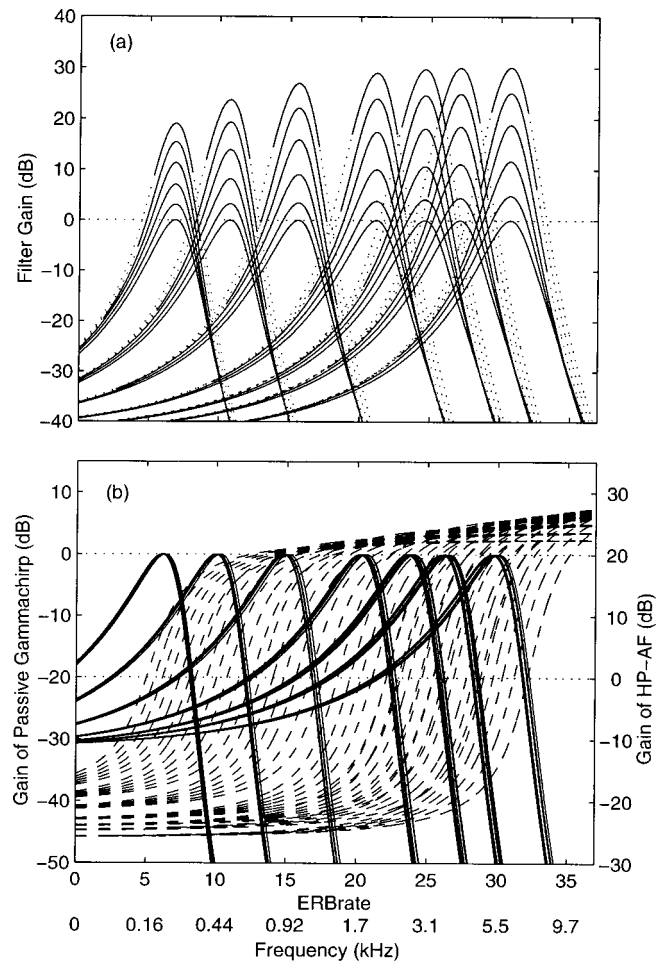 40
(a)
30
20
10
0
−10
−20
−30
−40
Filter Gain (dB)
(b)
10
0
−10
−20
−30
−40
−50
Gain of Passive Gammachirp (dB)
30
20
10
0
−10
−20
−30
Gain of HP−AF (dB)
0 5 10 15 20 25 30 35
ERBrate
0 0.16 0.44 0.92 1.7 3.1 5.5 9.7
Frequency (kHz)